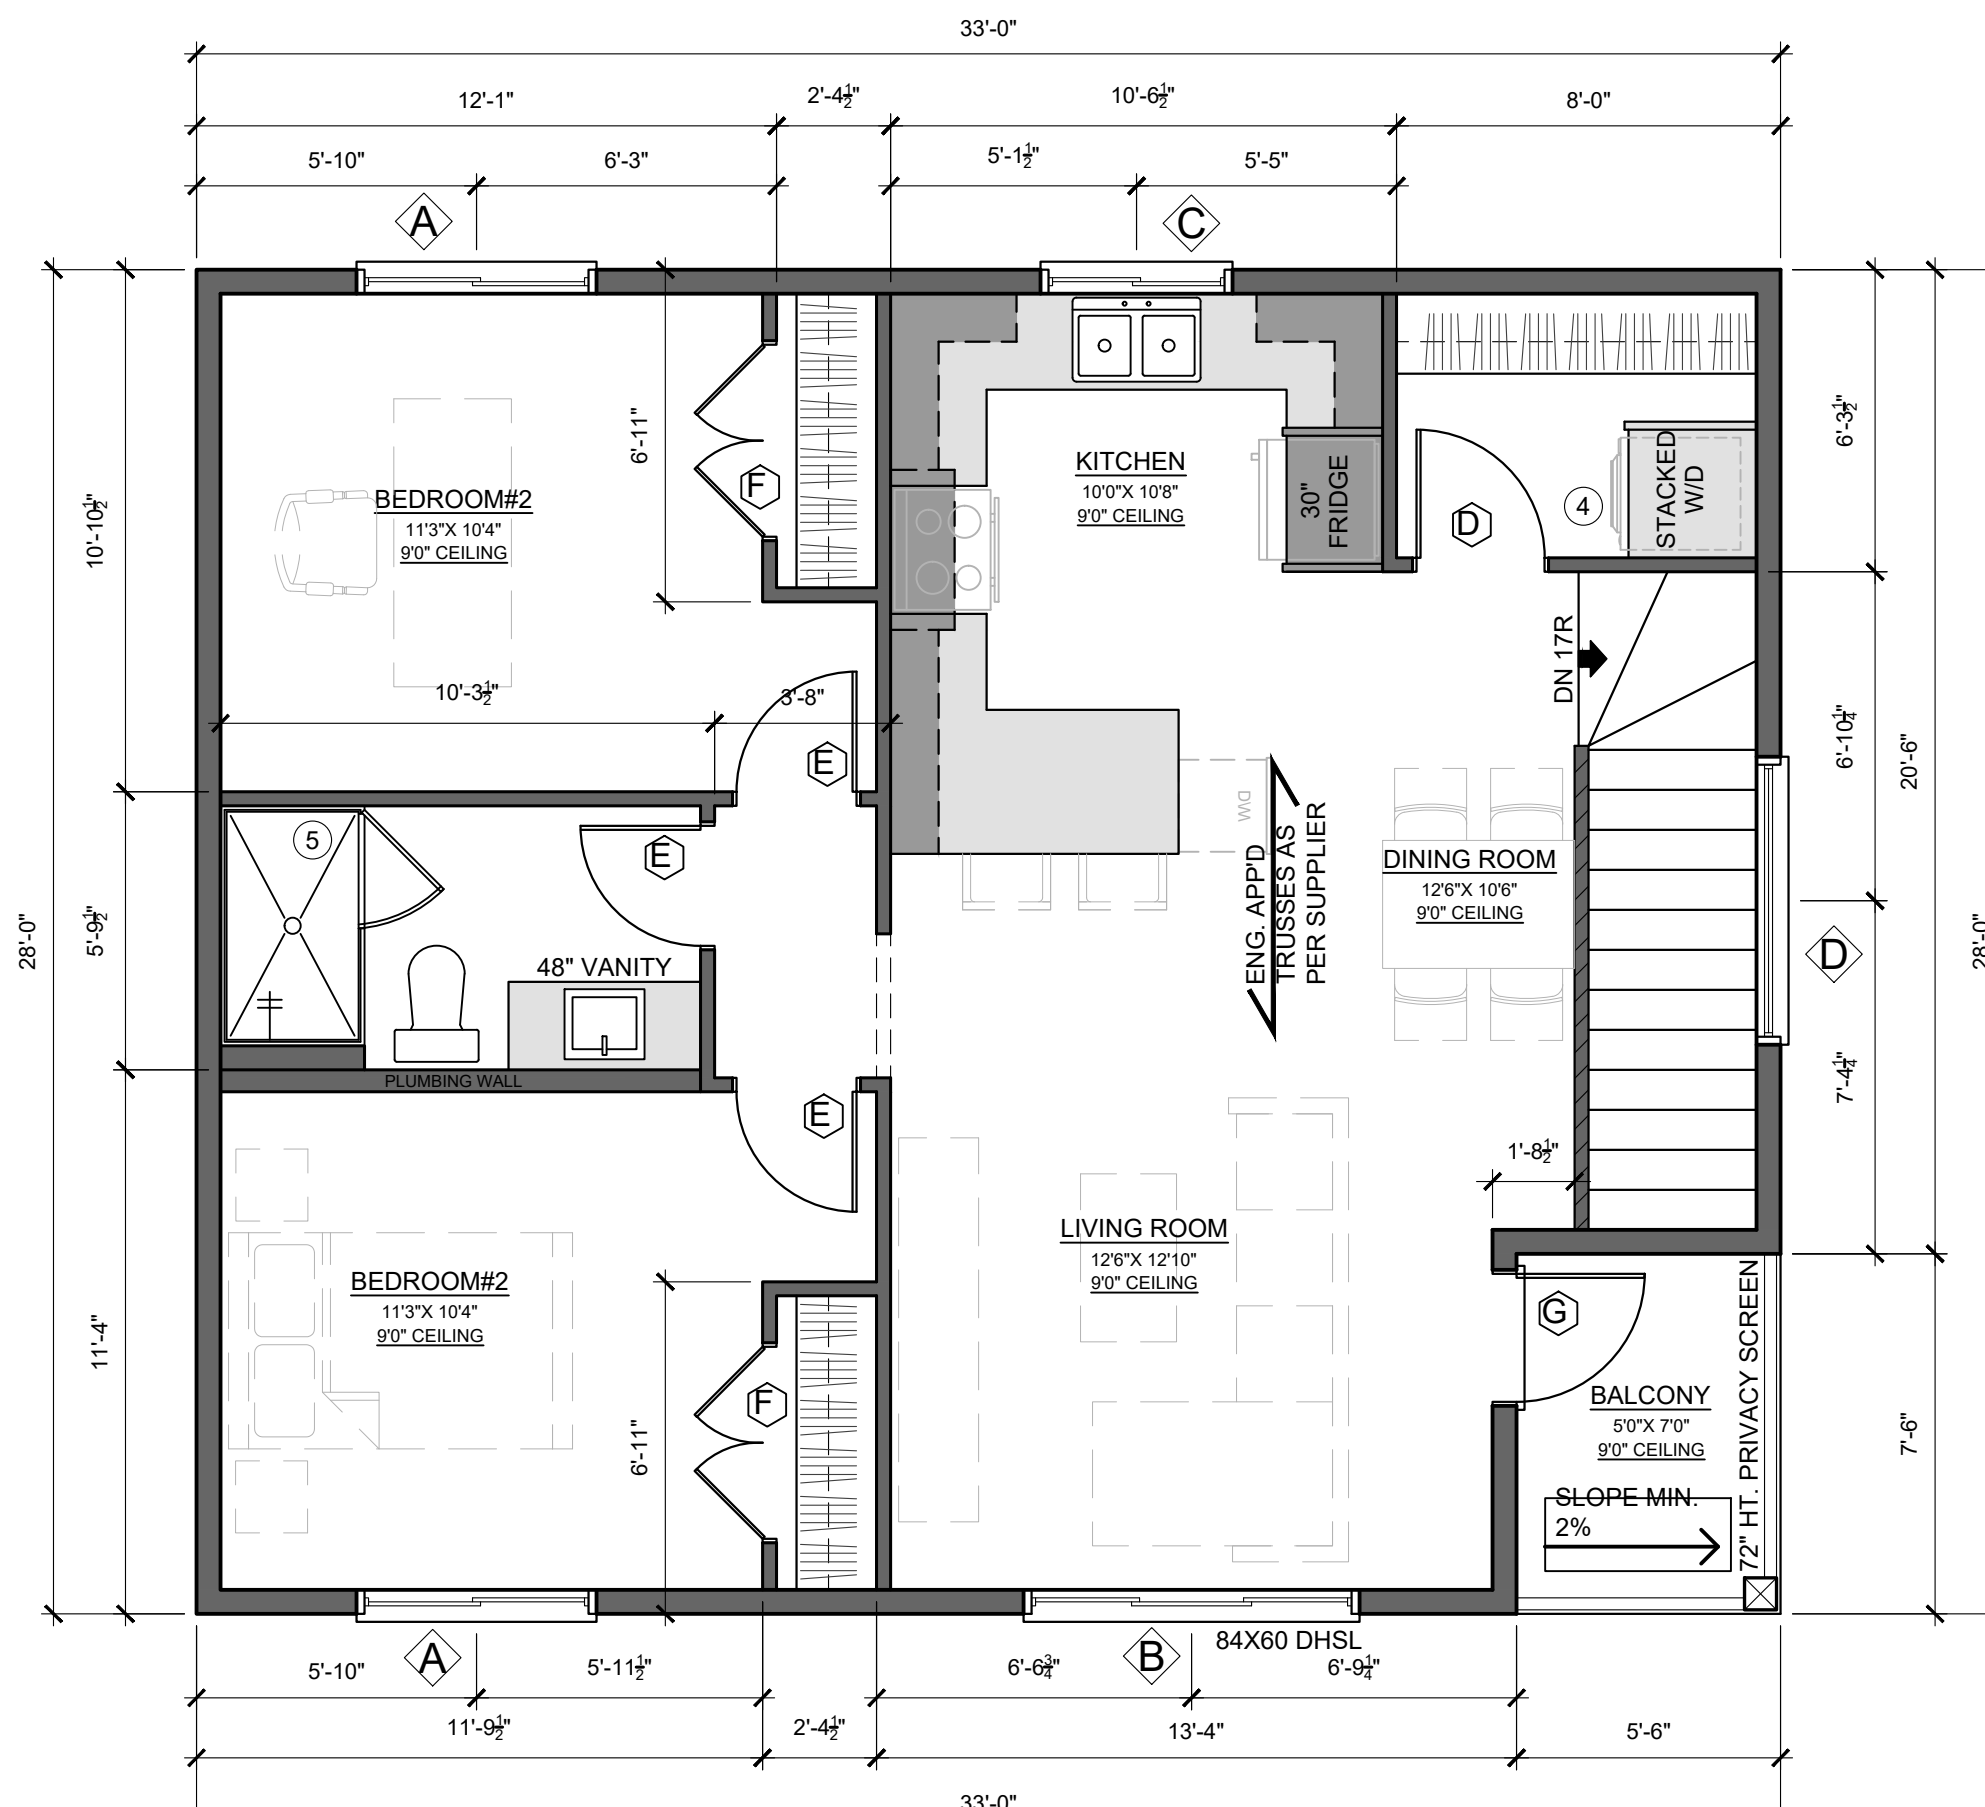 33'-0"
12'-1"
2'-4½"
10'-6½"
8'-0"
5'-10"
6'-3"
5'-1½"
5'-5"
A
C
28'-0"
10'-10½"
5'-9½"
11'-4"
6'-11"
F
BEDROOM#2
11'3"X 10'4"
9'0" CEILING
10'-3½"
3'-8"
E
KITCHEN
10'0"X 10'8"
9'0" CEILING
30"
FRIDGE
D
4
STACKED
W/D
DN 17R
6'-3½"
6'-10¼"
20'-6"
7'-4¼"
28'-0"
D
5
E
48" VANITY
PLUMBING WALL
E
DW
ENG. APP'D
TRUSSES AS
PER SUPPLIER
DINING ROOM
12'6"X 10'6"
9'0" CEILING
1'-8½"
BEDROOM#2
11'3"X 10'4"
9'0" CEILING
6'-11"
F
LIVING ROOM
12'6"X 12'10"
9'0" CEILING
G
BALCONY
5'0"X 7'0"
9'0" CEILING
SLOPE MIN.
2%
72" HT. PRIVACY SCREEN
7'-6"
A
B
84X60 DHSL
5'-10"
5'-11½"
6'-6¾"
6'-9¼"
11'-9½"
2'-4½"
13'-4"
5'-6"
33'-0"